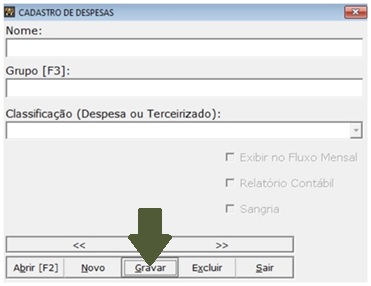 CADASTRO DE DESPESAS
Nome:
Grupo [F3]:
Classificação (Despesa ou Terceirizado):
Exibir no Fluxo Mensal
Relatório Contábil
Sangria
<< >>
Abrir [F2] Novo Gravar Excluir Sair